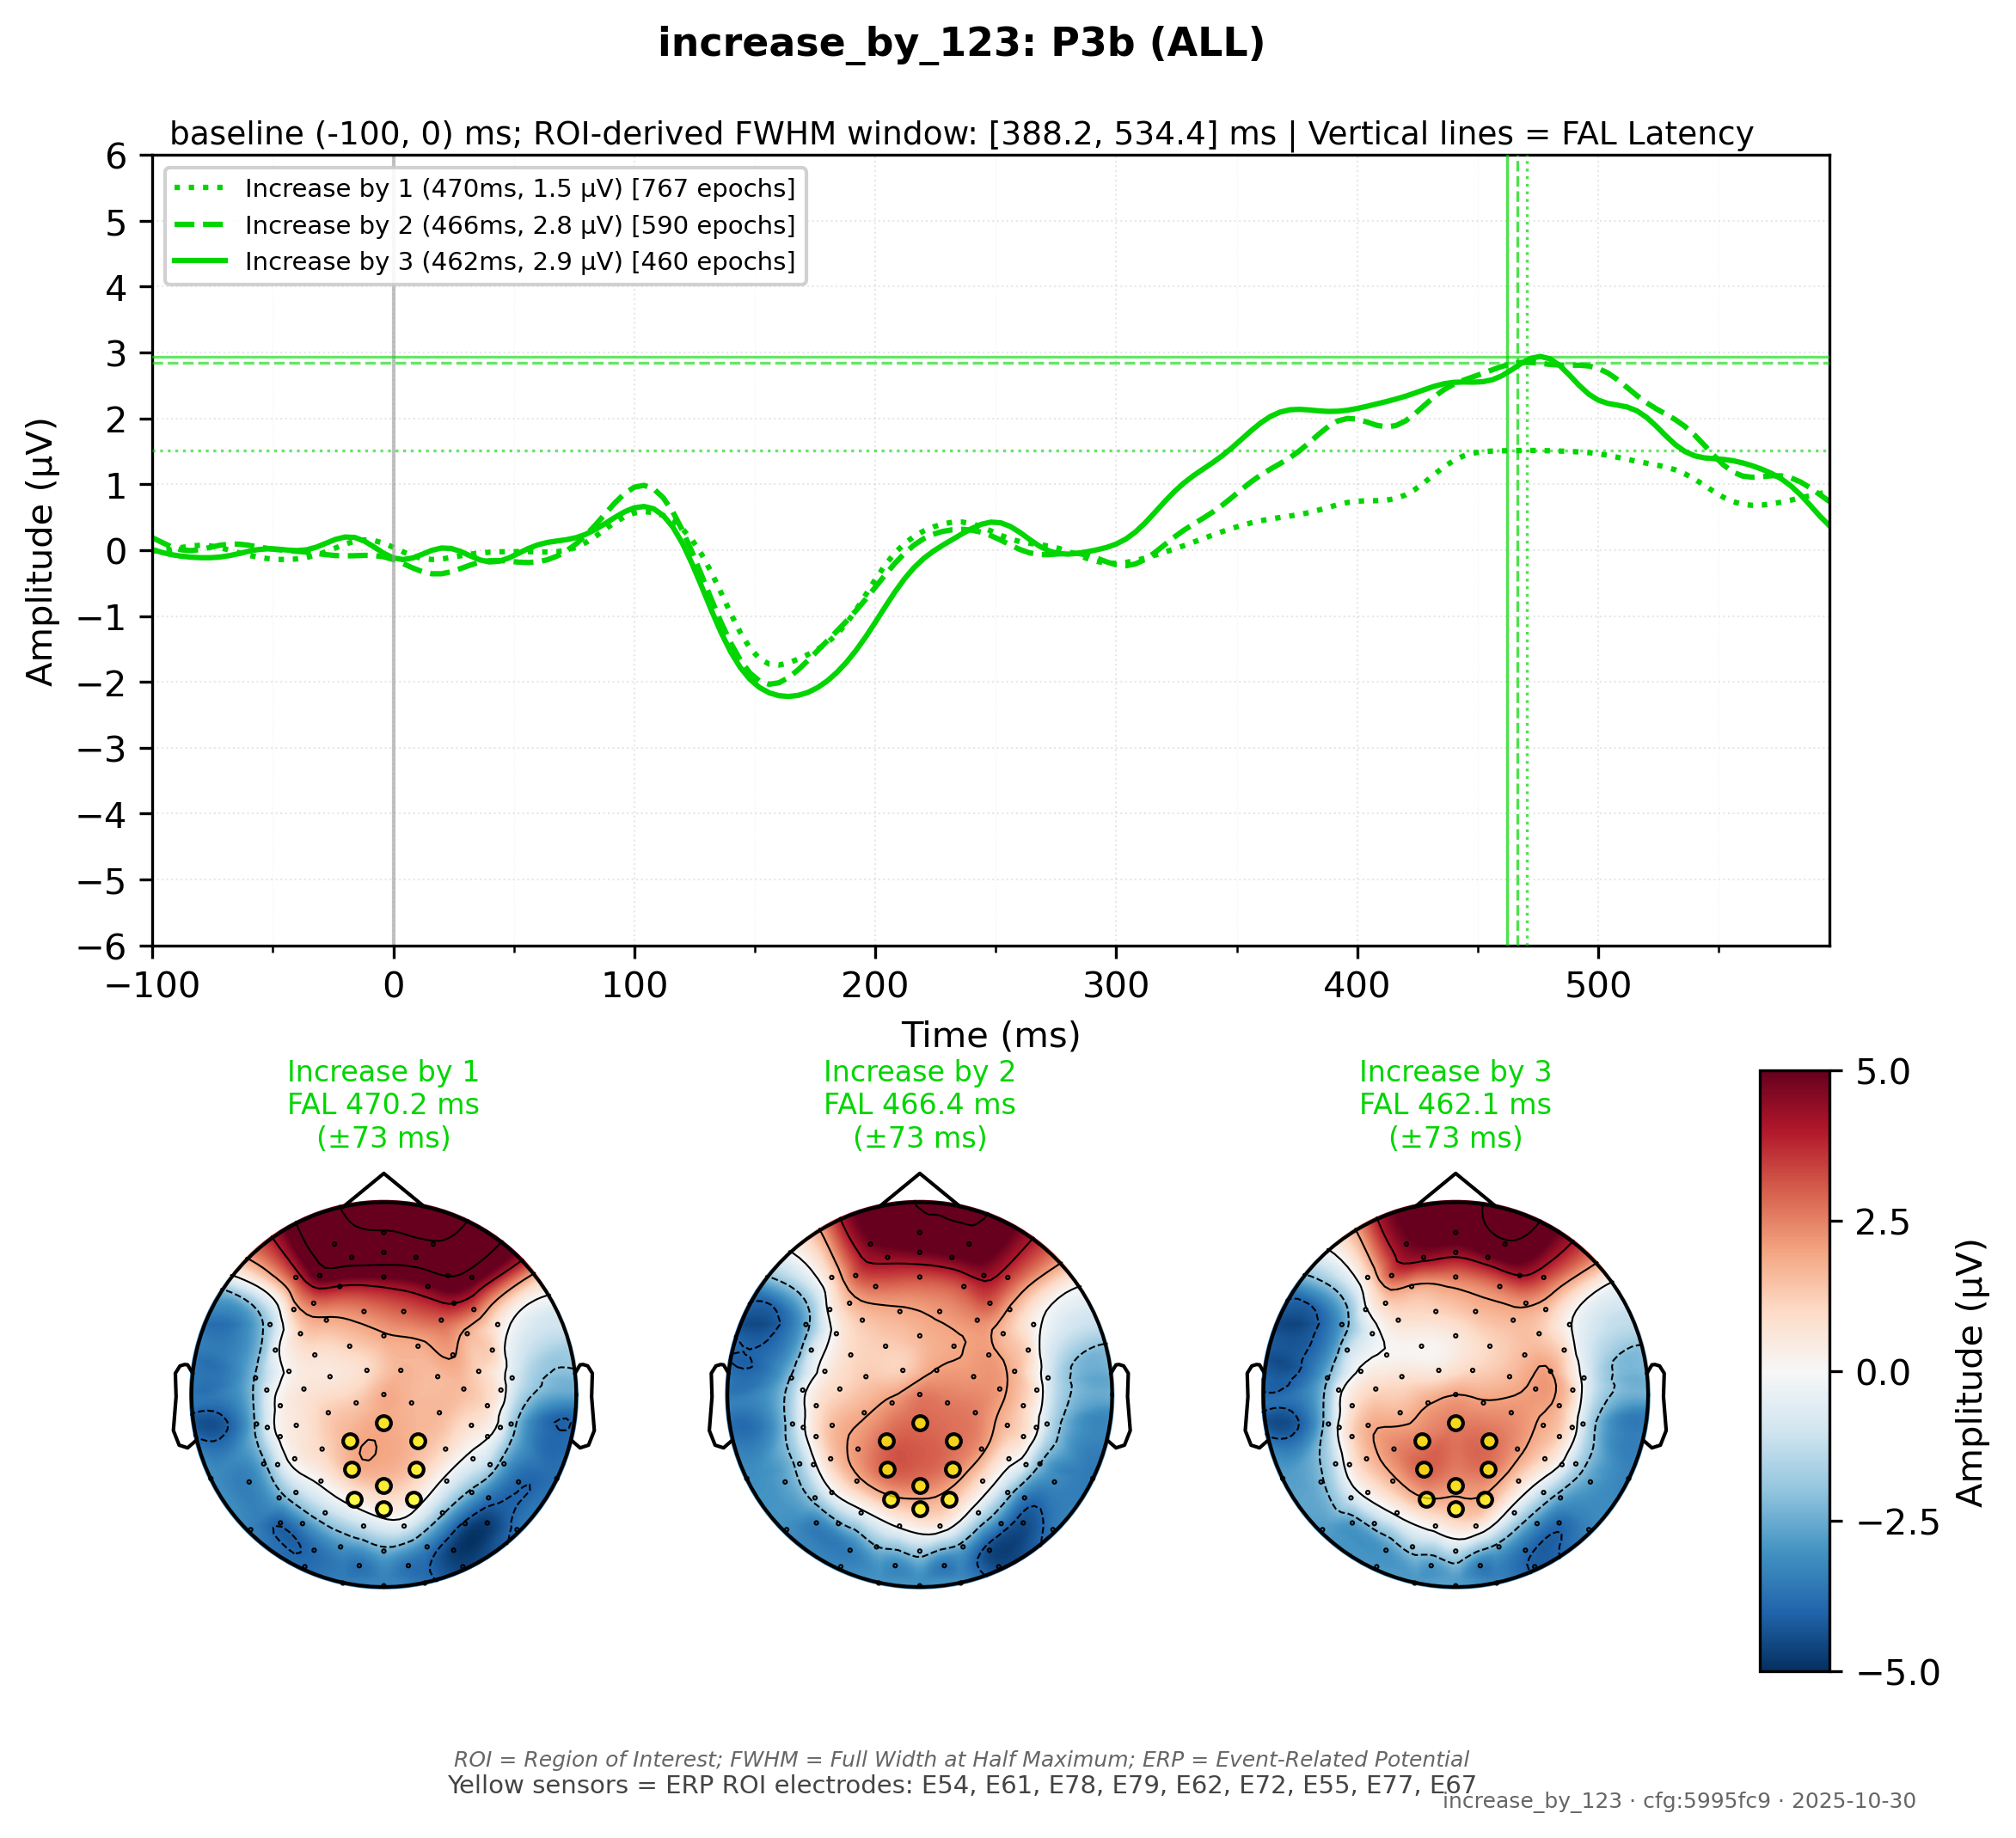 increase_by_123: P3b (ALL)
baseline (-100, 0) ms; ROI-derived FWHM window: [388.2, 534.4] ms | Vertical lines = FAL Latency
Increase by 1 (470ms, 1.5 µV) [767 epochs]
Increase by 2 (466ms, 2.8 µV) [590 epochs]
Increase by 3 (462ms, 2.9 µV) [460 epochs]
Amplitude (µV)
6
5
4
3
2
1
0
−1
−2
−3
−4
−5
−6
−100 0 100 200 300 400 500
Time (ms)
Increase by 1
FAL 470.2 ms
(±73 ms)
Increase by 2
FAL 466.4 ms
(±73 ms)
Increase by 3
FAL 462.1 ms
(±73 ms)
5.0
2.5
0.0
−2.5
−5.0
Amplitude (µV)
ROI = Region of Interest; FWHM = Full Width at Half Maximum; ERP = Event-Related Potential
Yellow sensors = ERP ROI electrodes: E54, E61, E78, E79, E62, E72, E55, E77, E67
increase_by_123 · cfg:5995fc9 · 2025-10-30